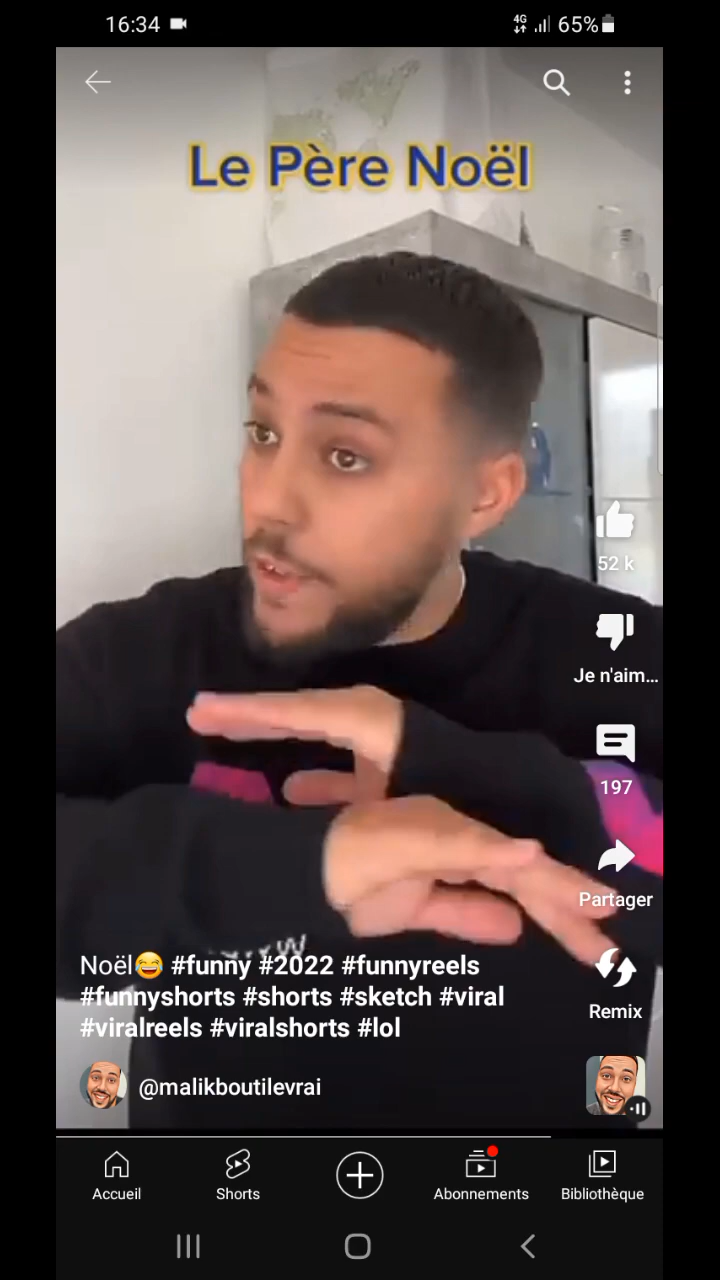 16:34
4G
65%
Le Père Noël
52 k
Je n'aim...
197
Partager
Noël😂 #funny #2022 #funnyreels
#funnyshorts #shorts #sketch #viral
#viralreels #viralshorts #lol
Remix
@malikboutilevrai
Accueil
Shorts
Abonnements
Bibliothèque